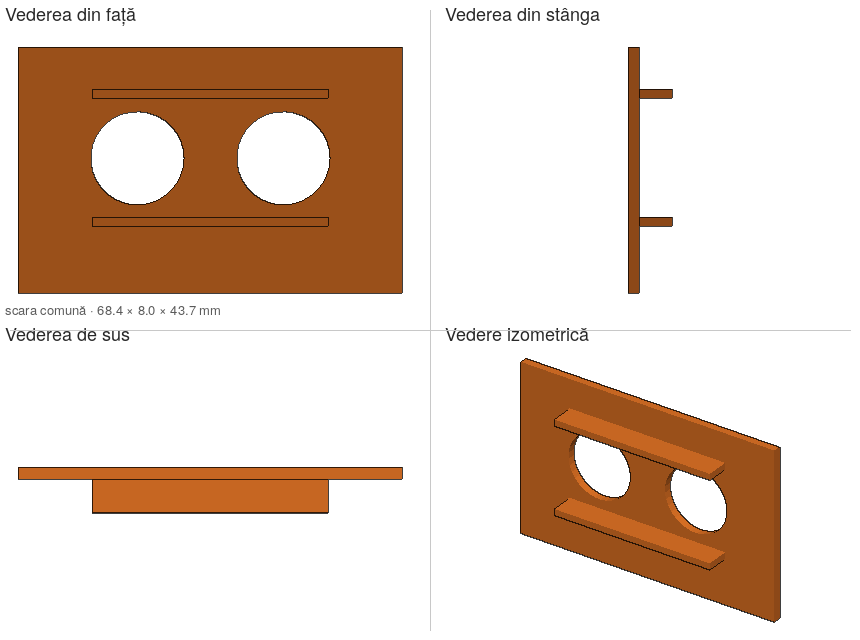 Vederea din față
Vederea din stânga
scara comună · 68.4 × 8.0 × 43.7 mm
Vederea de sus
Vedere izometrică